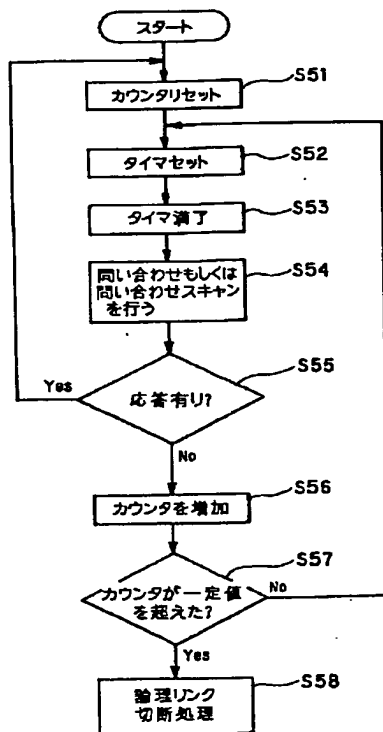 スタート
S51
カウンタリセット
S52
タイマセット
S53
タイマ満了
S54
問い合わせもしくは
問い合わせスキャン
を行う
S55
Yes
応答有り?
No
S56
カウンタを増加
S57
カウンタが一定値
を超えた?
No
Yes
S58
論理リンク
切断処理